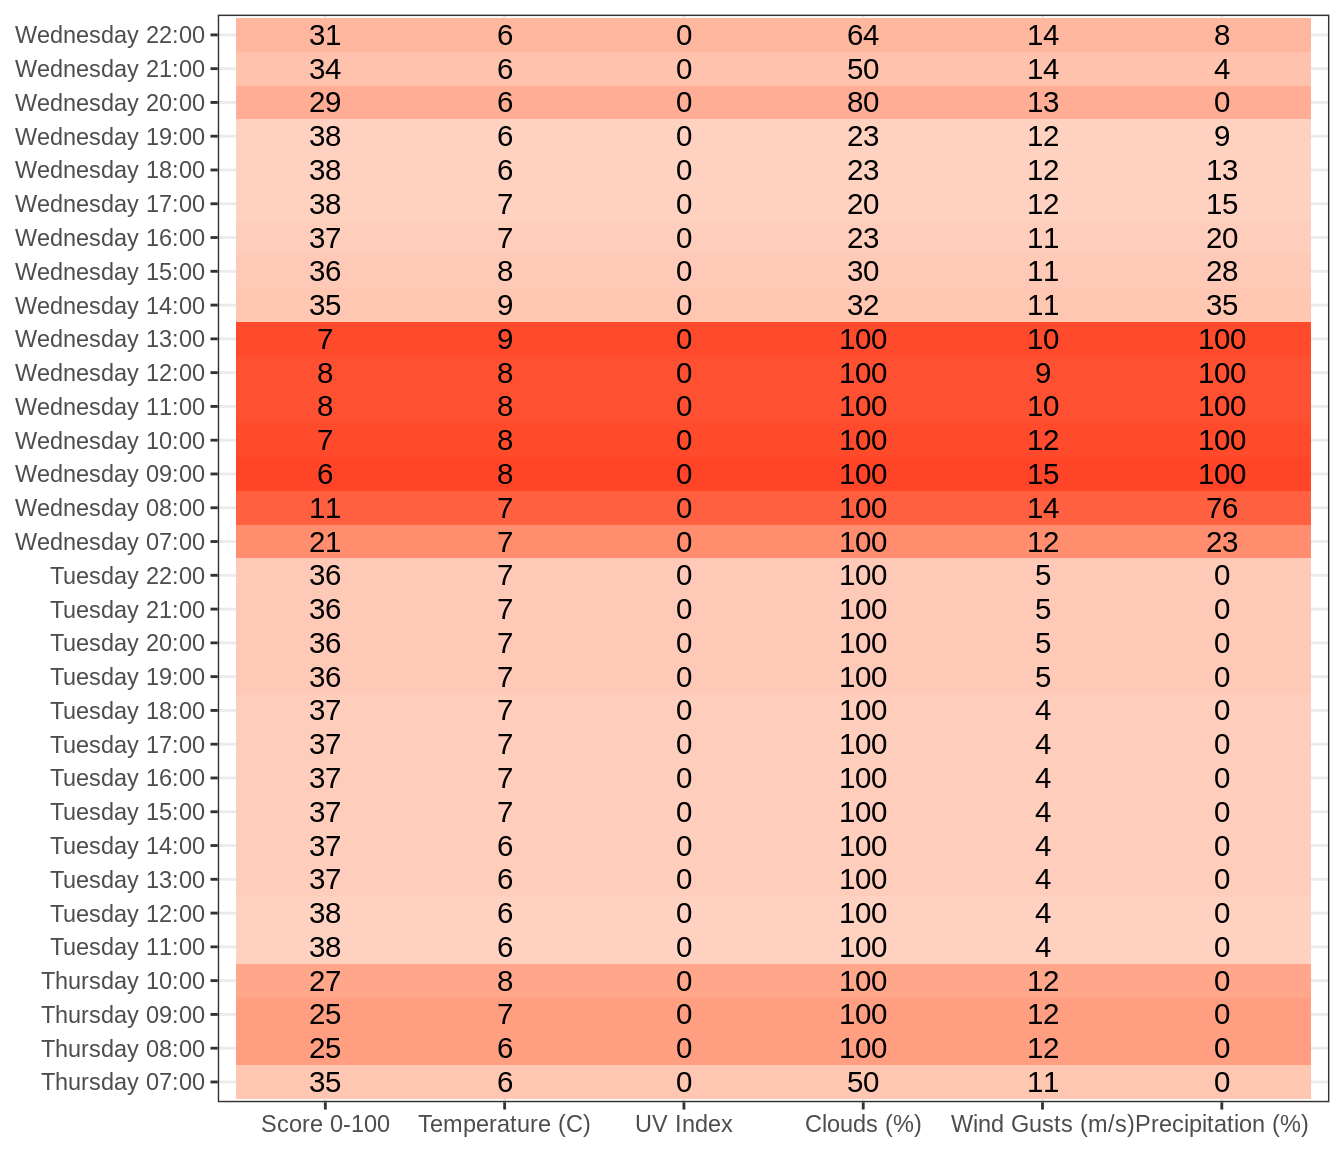 Wednesday 22:00 31 6 0 64 14 8
Wednesday 21:00 34 6 0 50 14 4
Wednesday 20:00 29 6 0 80 13 0
Wednesday 19:00 38 6 0 23 12 9
Wednesday 18:00 38 6 0 23 12 13
Wednesday 17:00 38 7 0 20 12 15
Wednesday 16:00 37 7 0 23 11 20
Wednesday 15:00 36 8 0 30 11 28
Wednesday 14:00 35 9 0 32 11 35
Wednesday 13:00 7 9 0 100 10 100
Wednesday 12:00 8 8 0 100 9 100
Wednesday 11:00 8 8 0 100 10 100
Wednesday 10:00 7 8 0 100 12 100
Wednesday 09:00 6 8 0 100 15 100
Wednesday 08:00 11 7 0 100 14 76
Wednesday 07:00 21 7 0 100 12 23
Tuesday 22:00 36 7 0 100 5 0
Tuesday 21:00 36 7 0 100 5 0
Tuesday 20:00 36 7 0 100 5 0
Tuesday 19:00 36 7 0 100 5 0
Tuesday 18:00 37 7 0 100 4 0
Tuesday 17:00 37 7 0 100 4 0
Tuesday 16:00 37 7 0 100 4 0
Tuesday 15:00 37 7 0 100 4 0
Tuesday 14:00 37 6 0 100 4 0
Tuesday 13:00 37 6 0 100 4 0
Tuesday 12:00 38 6 0 100 4 0
Tuesday 11:00 38 6 0 100 4 0
Thursday 10:00 27 8 0 100 12 0
Thursday 09:00 25 7 0 100 12 0
Thursday 08:00 25 6 0 100 12 0
Thursday 07:00 35 6 0 50 11 0
Score 0-100 Temperature (C) UV Index Clouds (%) Wind Gusts (m/s) Precipitation (%)